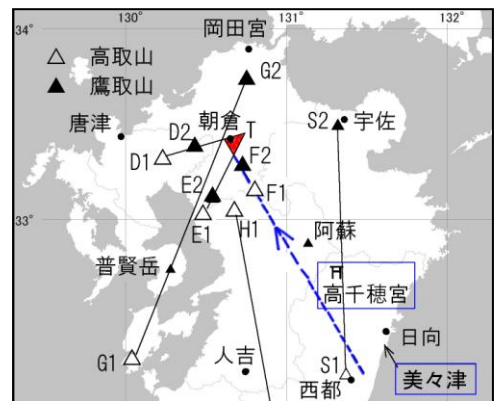 130° 131° 132°
34°
岡田宮
△ 高取山
▲ 鷹取山
G2
唐津
朝倉
T
S2
宇佐
D2
D1
F2
E2
F1
33°
E1
H1
阿蘇
普賢岳
高千穂宮
日向
G1
人吉
S1
西都
美々津